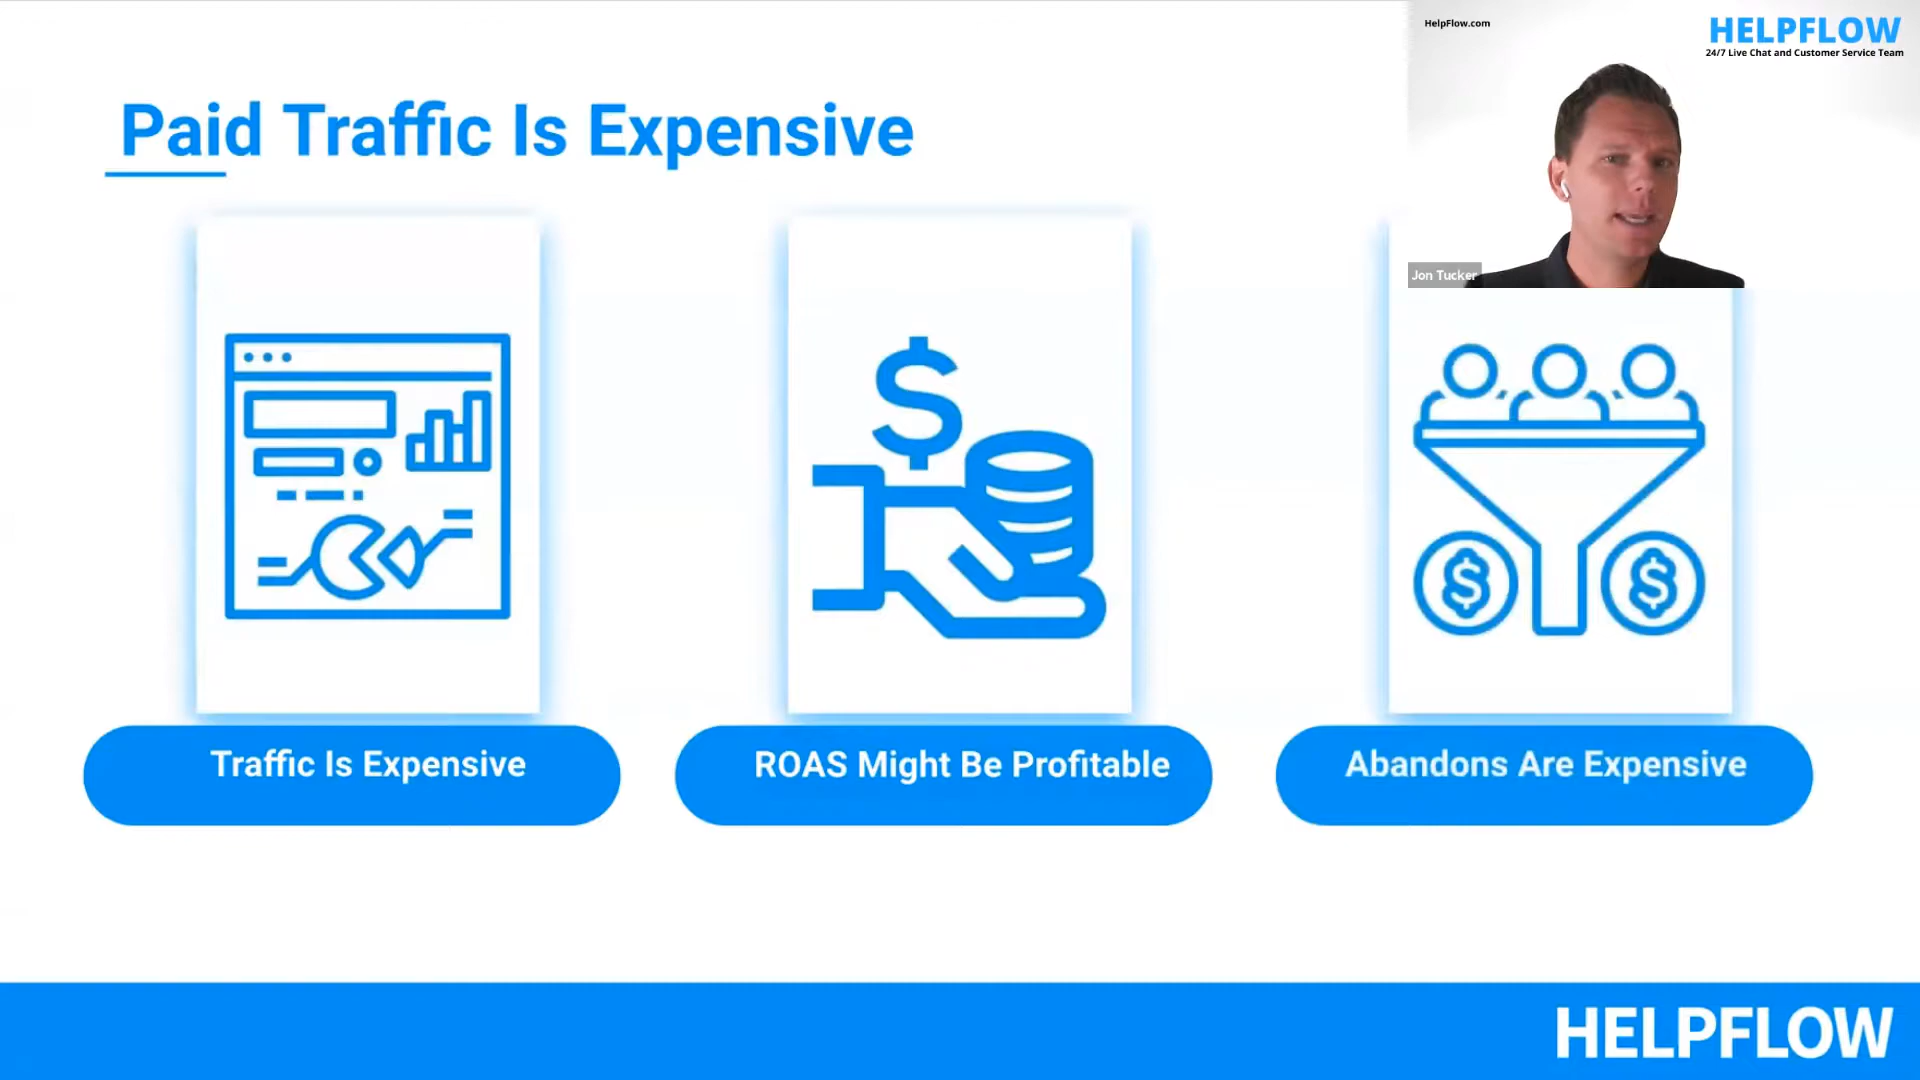 HelpFlow.com
HELPFLOW
24/7 Live Chat and Customer Service Team
Paid Traffic Is Expensive
Jon Tucker
Traffic Is Expensive
ROAS Might Be Profitable
Abandons Are Expensive
HELPFLOW